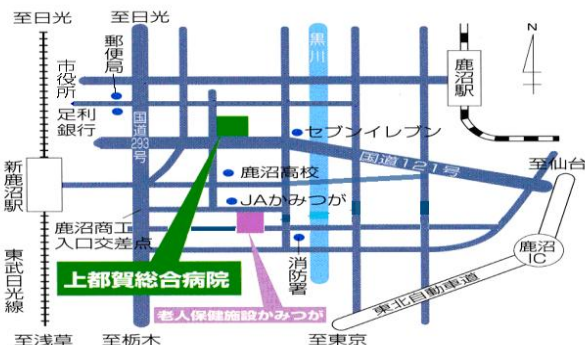 至日光
至日光
郵便局
市役所
足利
銀行
国道
293
号
黒川
N
鹿沼駅
セブンイレブン
国道121号
至仙台
新鹿沼駅
鹿沼高校
JAかみつが
鹿沼商工
入口交差点
鹿沼
IC
東武日光線
上都賀総合病院
消防署
老人保健施設かみつが
東北自動車道
至浅草
至栃木
至東京